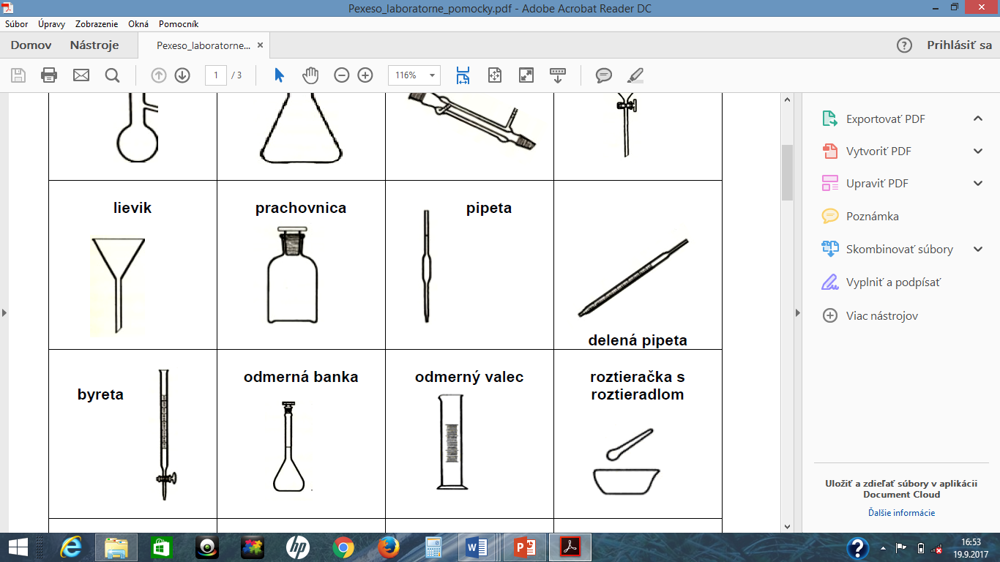 Pexeso_laboratorne_pomocky.pdf - Adobe Acrobat Reader DC
Súbor Úpravy Zobrazenie Okná Pomocník
Domov Nástroje Pexeso_laboratorne... × Prihlásiť sa
1 / 3 116%
Exportovať PDF
Vytvoriť PDF
Upraviť PDF
Poznámka
Skombinovať súbory
Vyplniť a podpísať
Viac nástrojov
lievik prachovnica pipeta
delená pipeta
byreta
odmerná banka
odmerný valec
roztieračka s
roztieradlom
Uložiť a zdieľať súbory v aplikácii
Document Cloud
Ďalšie informácie
16:53
19.9.2017